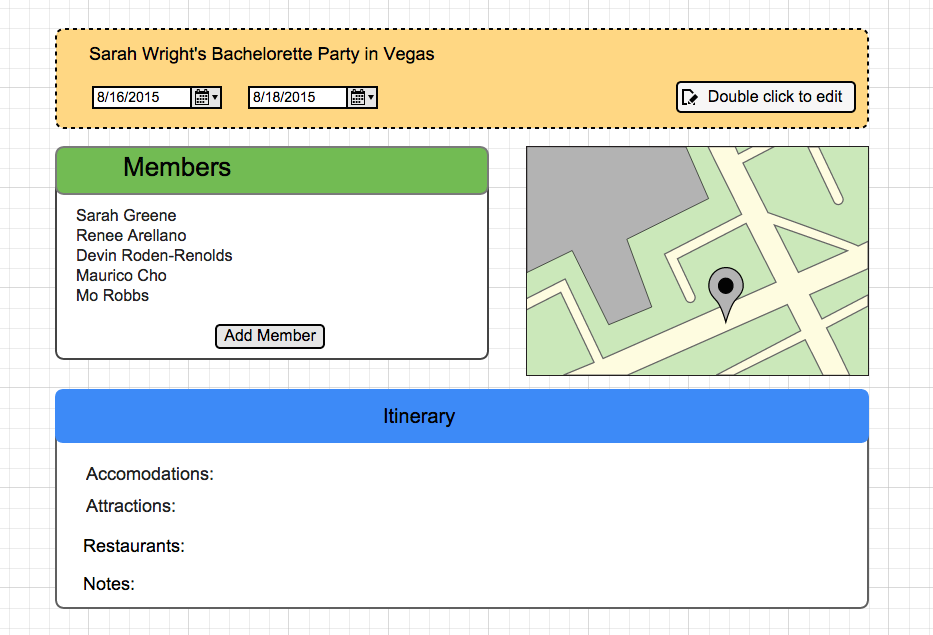 Sarah Wright's Bachelorette Party in Vegas
8/16/2015 8/18/2015 Double click to edit
Members
Sarah Greene
Renee Arellano
Devin Roden-Renolds
Maurico Cho
Mo Robbs
Add Member
Itinerary
Accomodations:
Attractions:
Restaurants:
Notes: